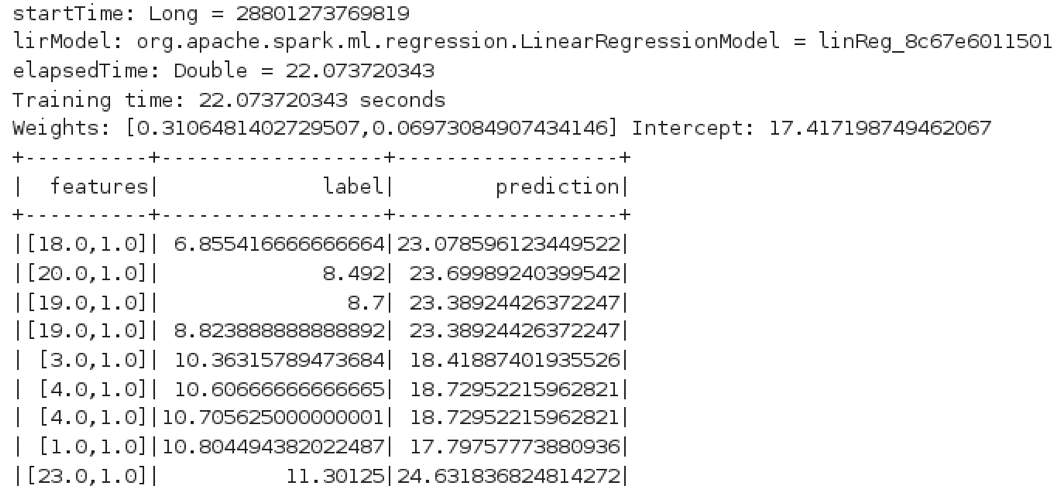 startTime: Long = 28801273769819
lirModel: org.apache.spark.ml.regression.LinearRegressionModel = linReg_8c67e6011501
elapsedTime: Double = 22.073720343
Training time: 22.073720343 seconds
Weights: [0.3106481402729507,0.06973084907434146] Intercept: 17.417198749462067
+----------+------------------+------------------+
|  features|             label|        prediction|
+----------+------------------+------------------+
|[18.0,1.0]| 6.855416666666664|23.078596123449522|
|[20.0,1.0]|             8.492| 23.69989240399542|
|[19.0,1.0]|               8.7| 23.38924426372247|
|[19.0,1.0]| 8.823888888888892| 23.38924426372247|
| [3.0,1.0]| 10.36315789473684| 18.41887401935526|
| [4.0,1.0]| 10.60666666666665| 18.72952215962821|
| [4.0,1.0]|10.705625000000001| 18.72952215962821|
| [1.0,1.0]|10.804494382022487| 17.79757773880936|
|[23.0,1.0]|          11.30125|24.631836824814272|